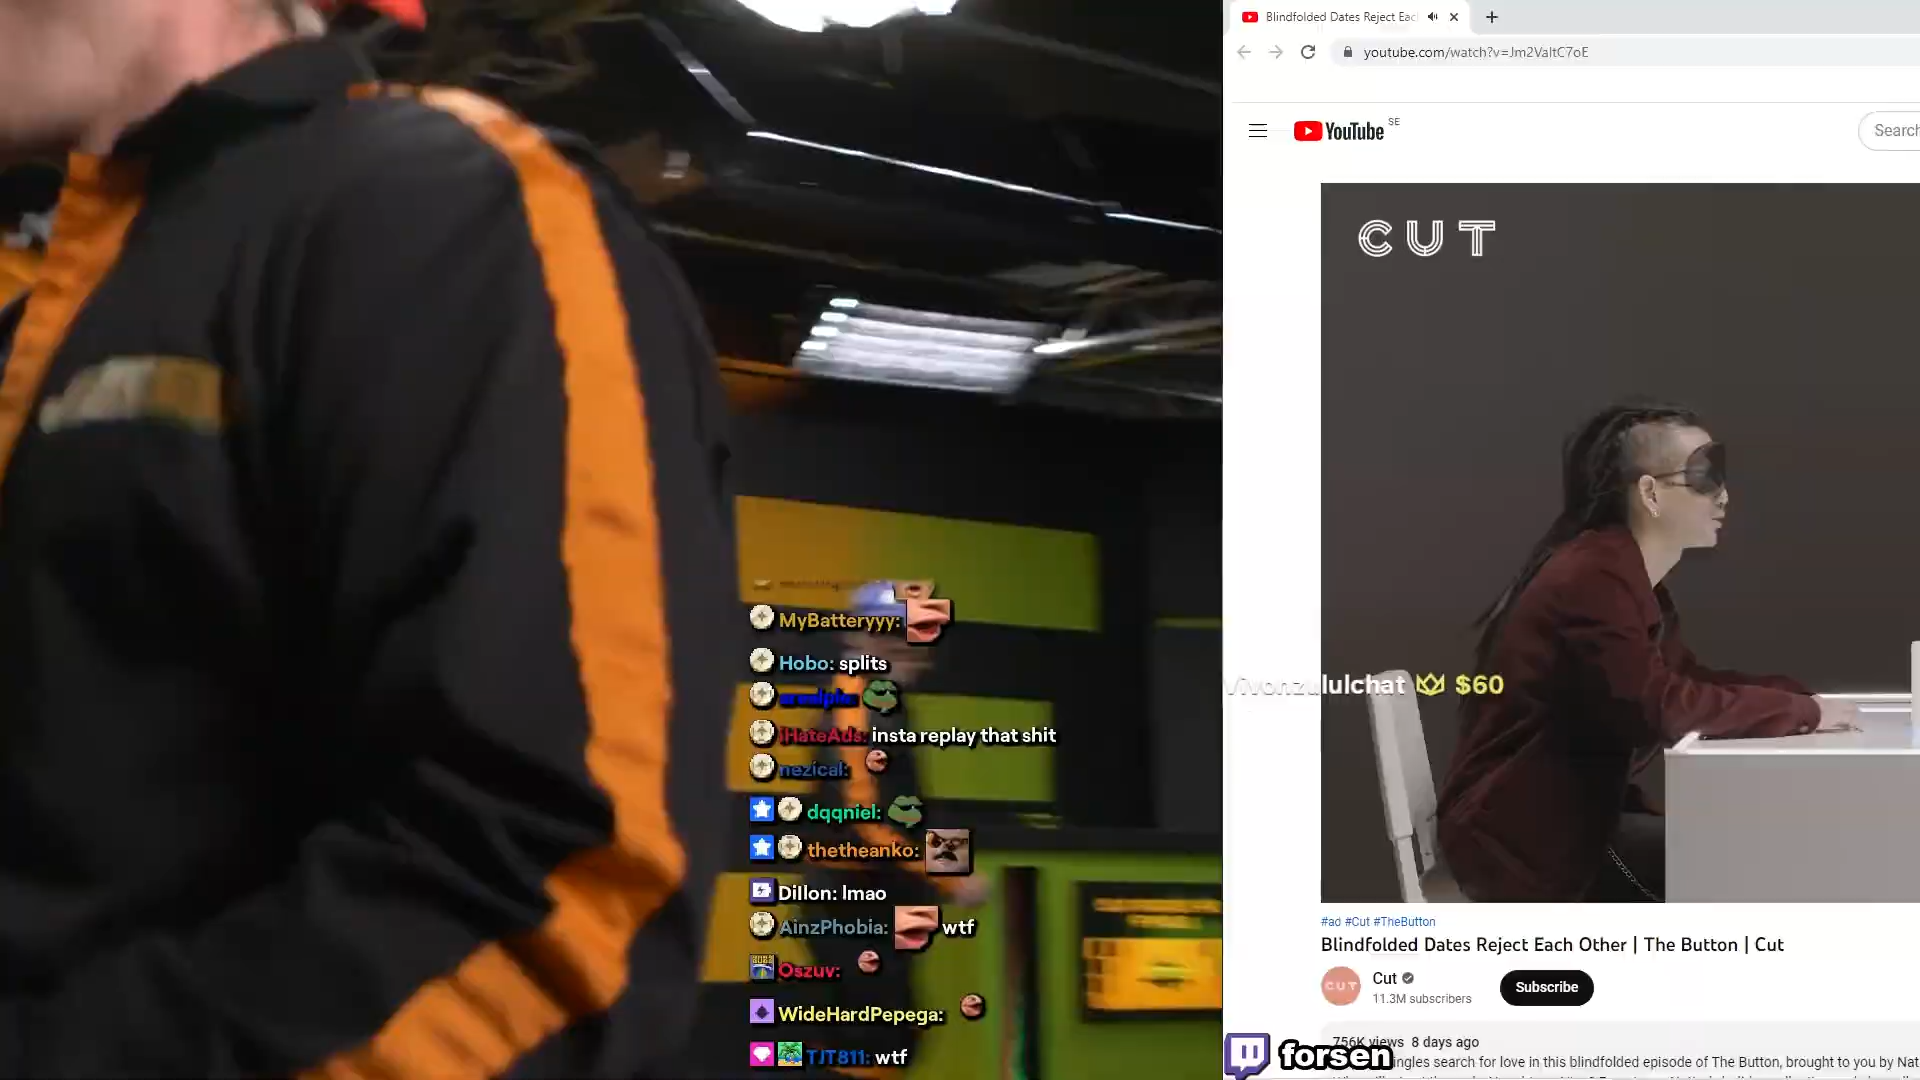 Blindfolded Dates Reject Eac
youtube.com/watch?v=Jm2ValtC7oE
YouTube SE
Search
CUT
MyBatteryyy:
Hobo: splits
iHateAds: insta replay that shit
nezical:
dqqniel:
thetheanko:
Dillon: lmao
AinzPhobia: wtf
Oszuv:
WideHardPepega:
TJT811: wtf
Vivonzululchat $60
#ad #Cut #TheButton
Blindfolded Dates Reject Each Other | The Button | Cut
CUT
Cut
11.3M subscribers
Subscribe
756K views 8 days ago
ingles search for love in this blindfolded episode of The Button, brought to you by Nat
forsen